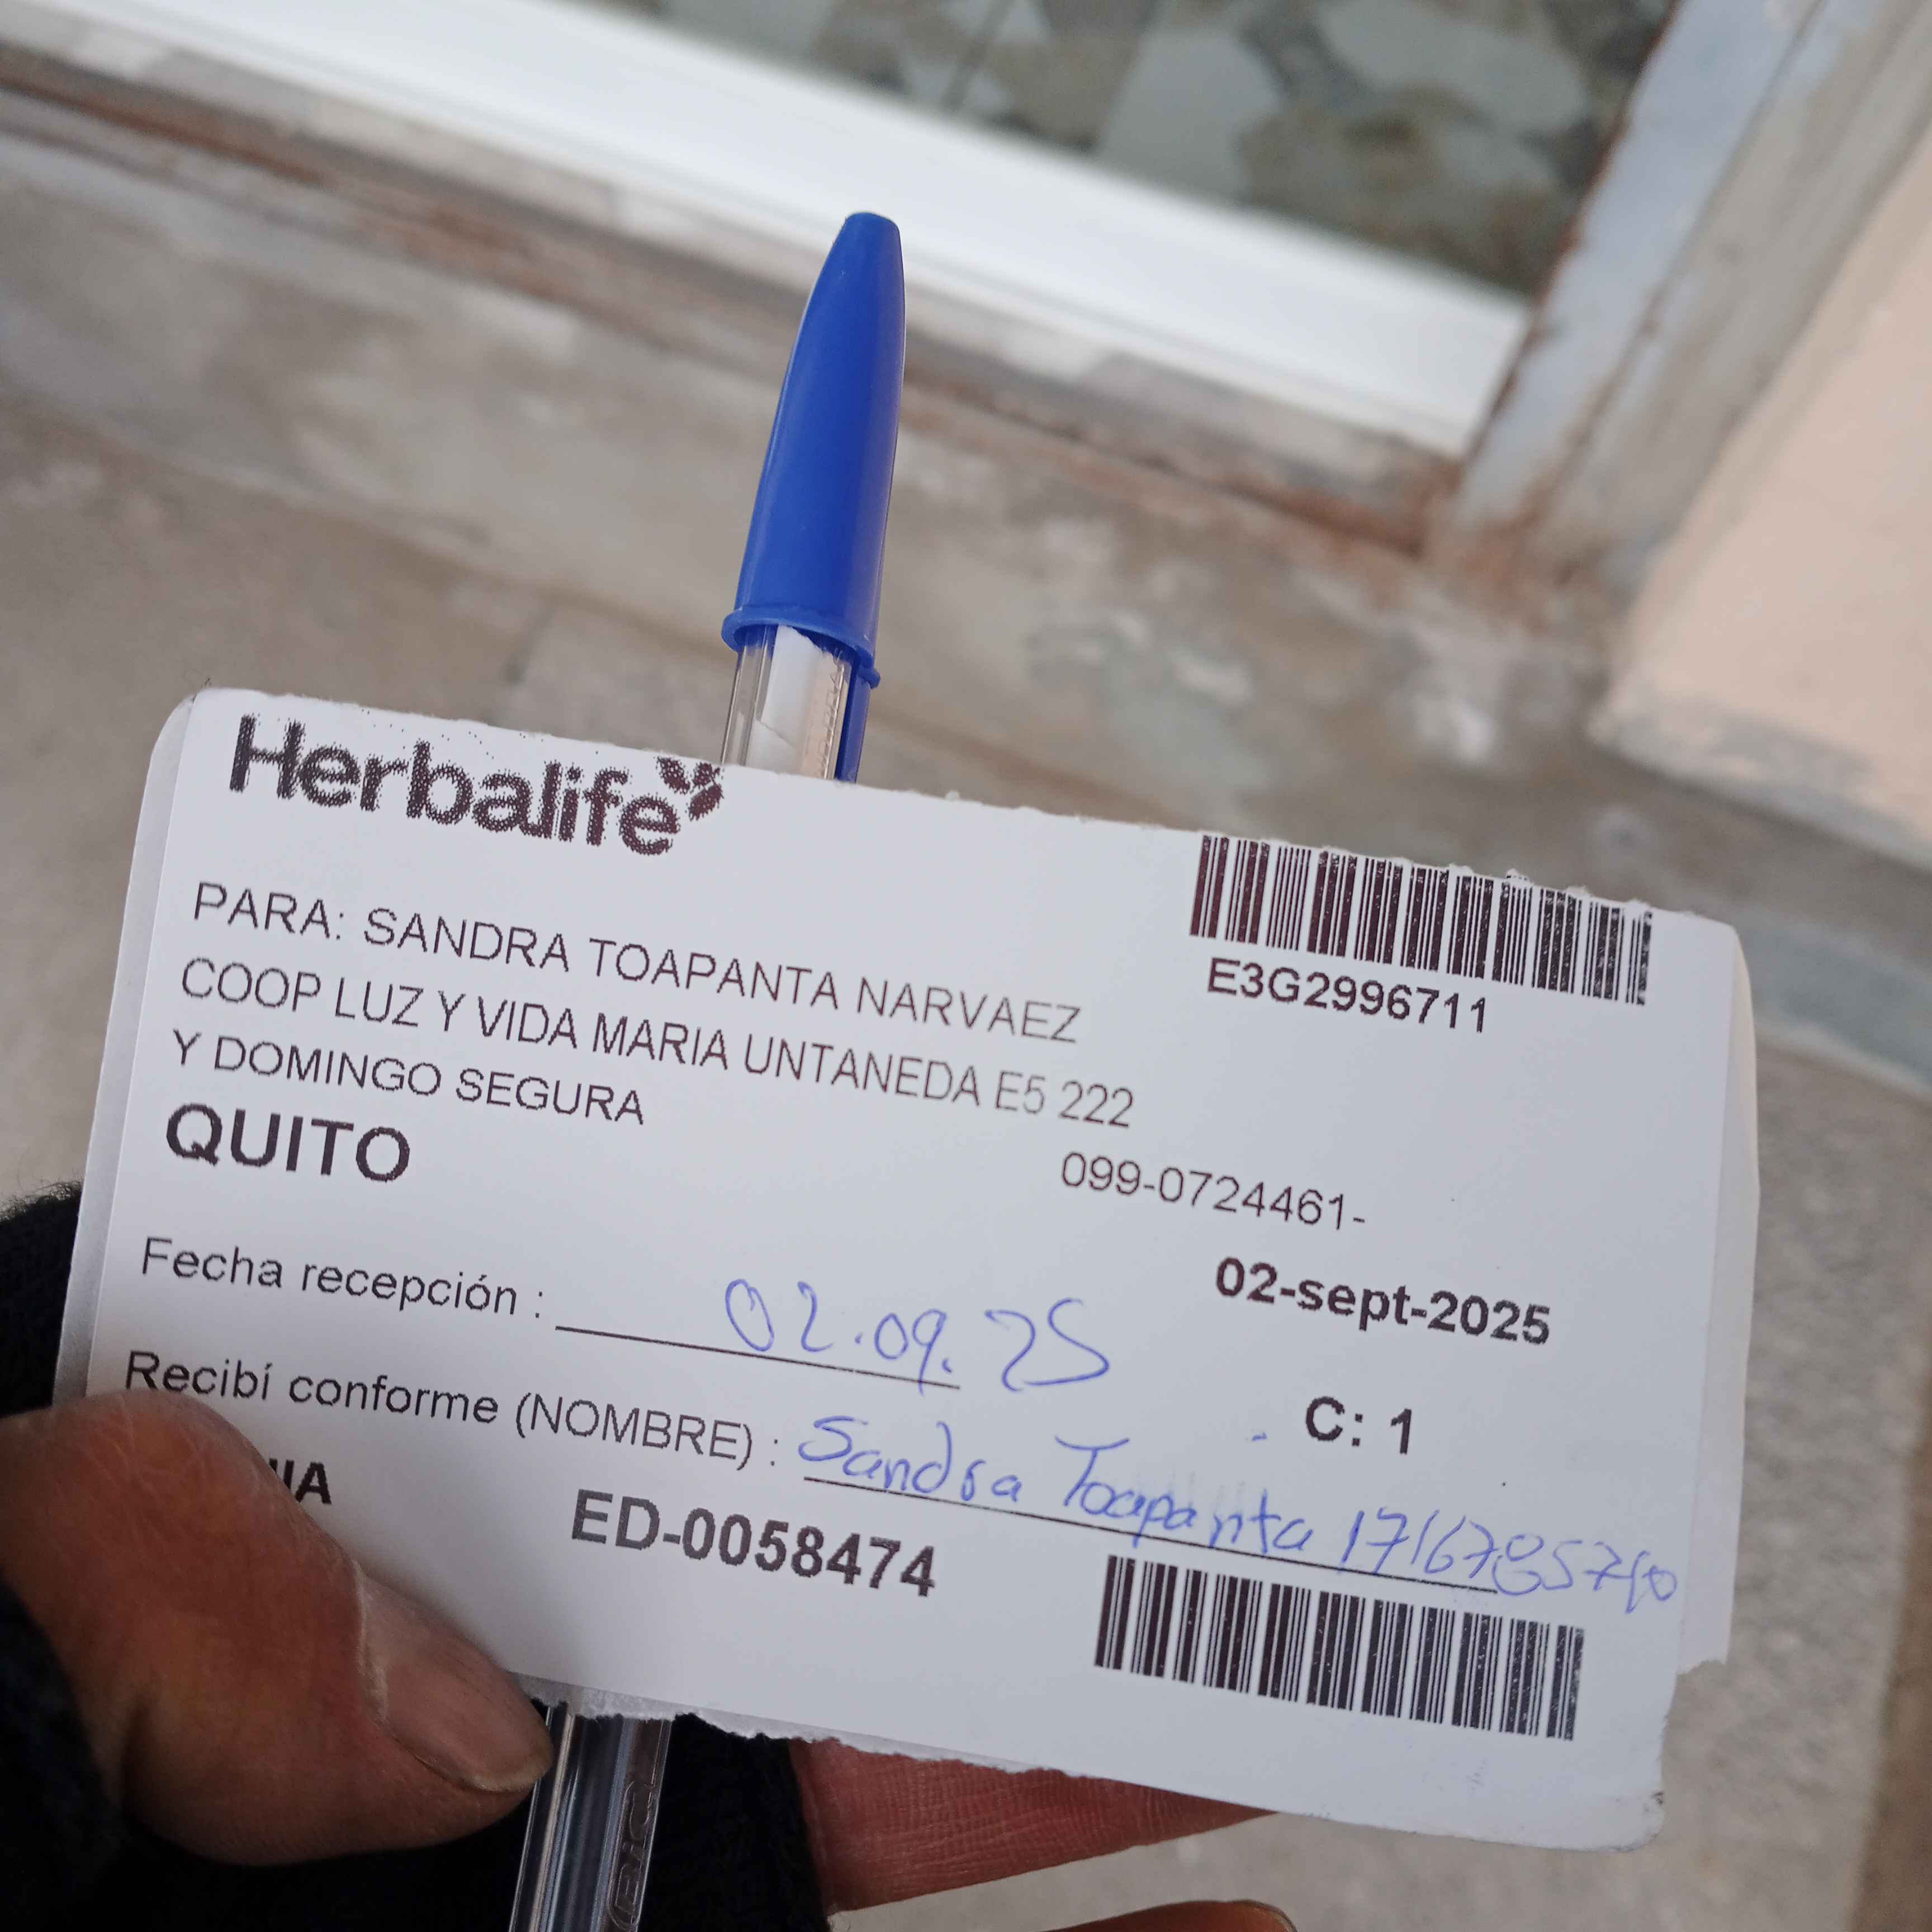 Herbalife
E3G2996711
PARA: SANDRA TOAPANTA NARVAEZ
COOP LUZ Y VIDA MARIA UNTANEDA E5 222
Y DOMINGO SEGURA
QUITO
099-0724461-
02-sept-2025
Fecha recepción : 02.09.25
C: 1
Recibí conforme (NOMBRE) : Sandra Toapanta
ED-0058474
BIC